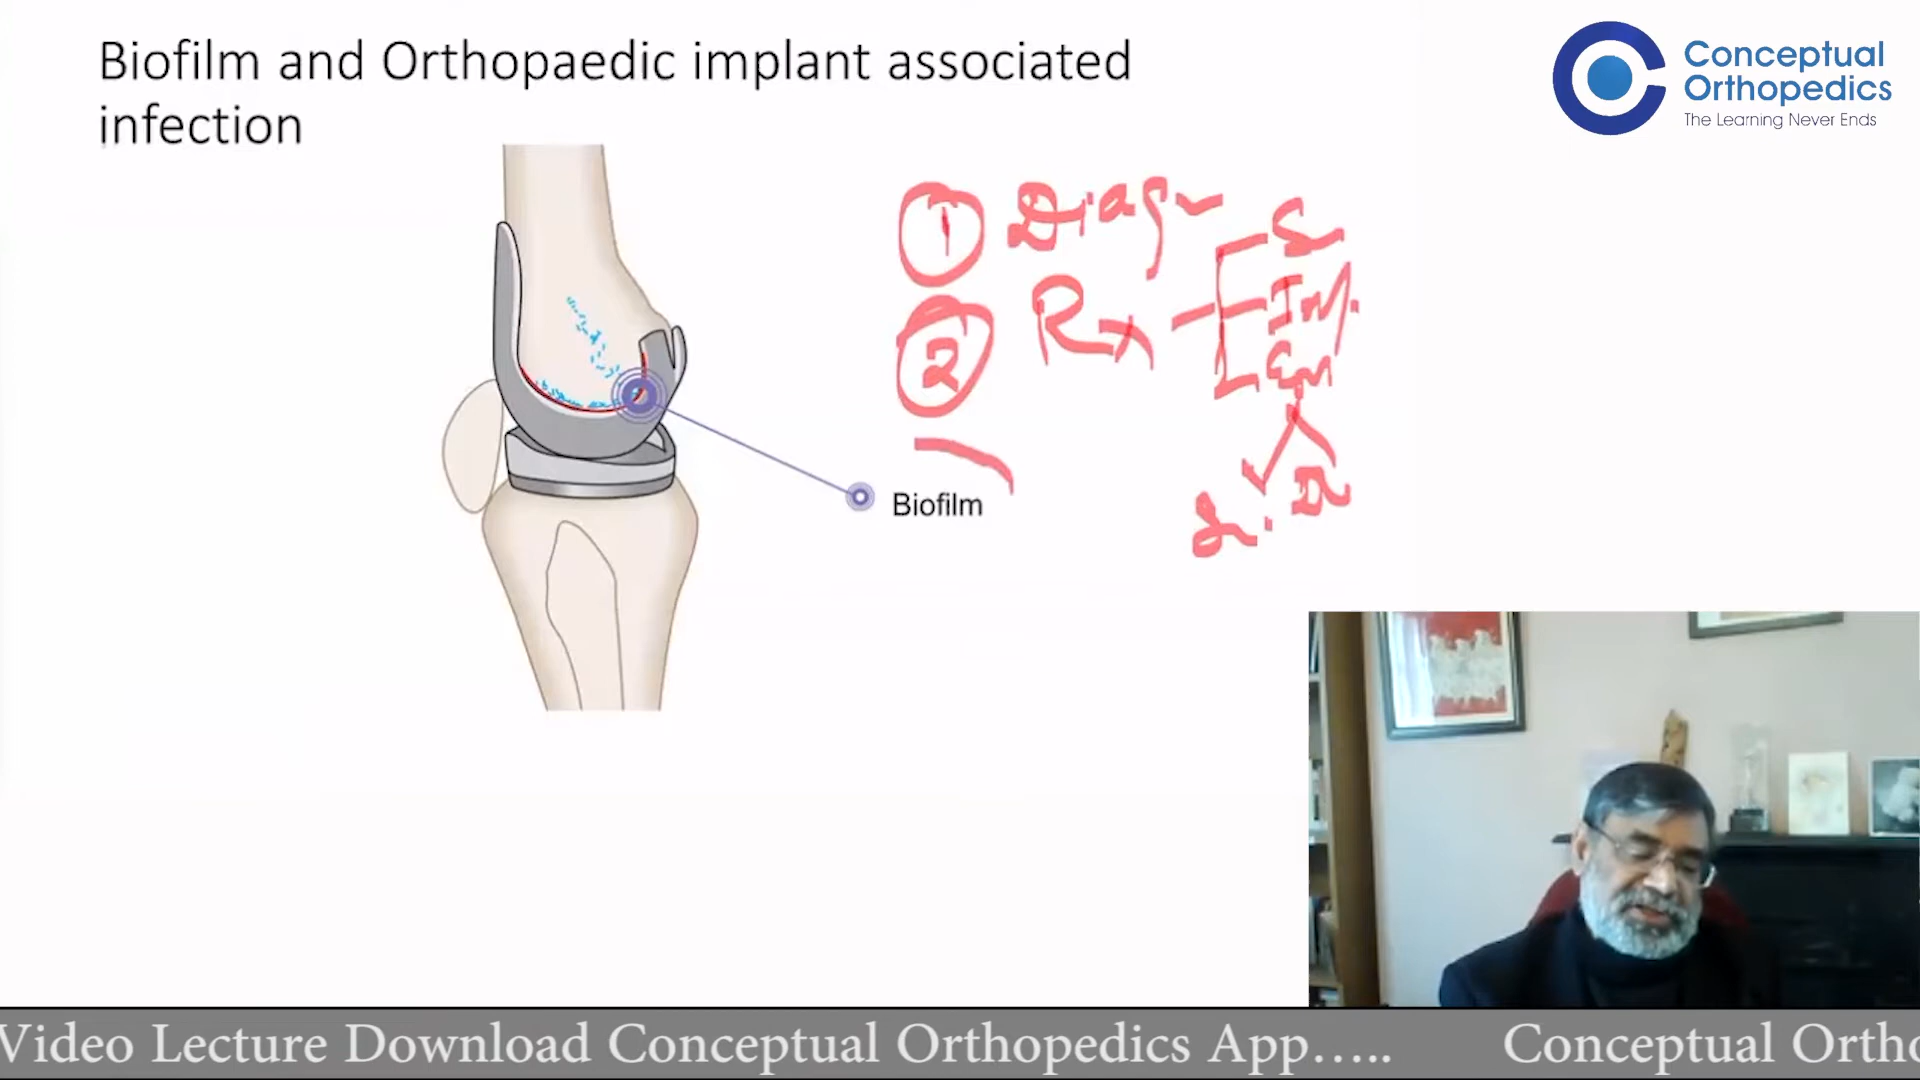 Biofilm and Orthopaedic implant associated
infection
Conceptual
Orthopedics
The Learning Never Ends
1 Diag
S
2 Rx
Biofilm
Video Lecture Download Conceptual Orthopedics App..... Conceptual Ortho